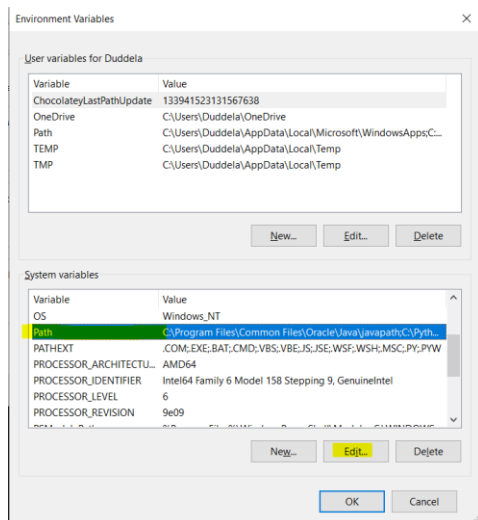 Environment Variables
User variables for Duddela
Variable Value
ChocolateyLastPathUpdate 133941523131567638
OneDrive C:\Users\Duddela\OneDrive
Path C:\Users\Duddela\AppData\Local\Microsoft\WindowsApps;C:...
TEMP C:\Users\Duddela\AppData\Local\Temp
TMP C:\Users\Duddela\AppData\Local\Temp
New... Edit... Delete
System variables
Variable Value
OS Windows_NT
Path C:\Program Files\Common Files\Oracle\Java\javapath;C:\Pyth...
PATHEXT .COM;.EXE;.BAT;.CMD;.VBS;.VBE;.JS;.JSE;.WSF;.WSH;.MSC;.PY;.PYW
PROCESSOR_ARCHITECTU... AMD64
PROCESSOR_IDENTIFIER Intel64 Family 6 Model 158 Stepping 9, GenuineIntel
PROCESSOR_LEVEL 6
PROCESSOR_REVISION 9e09
New... Edit... Delete
OK Cancel